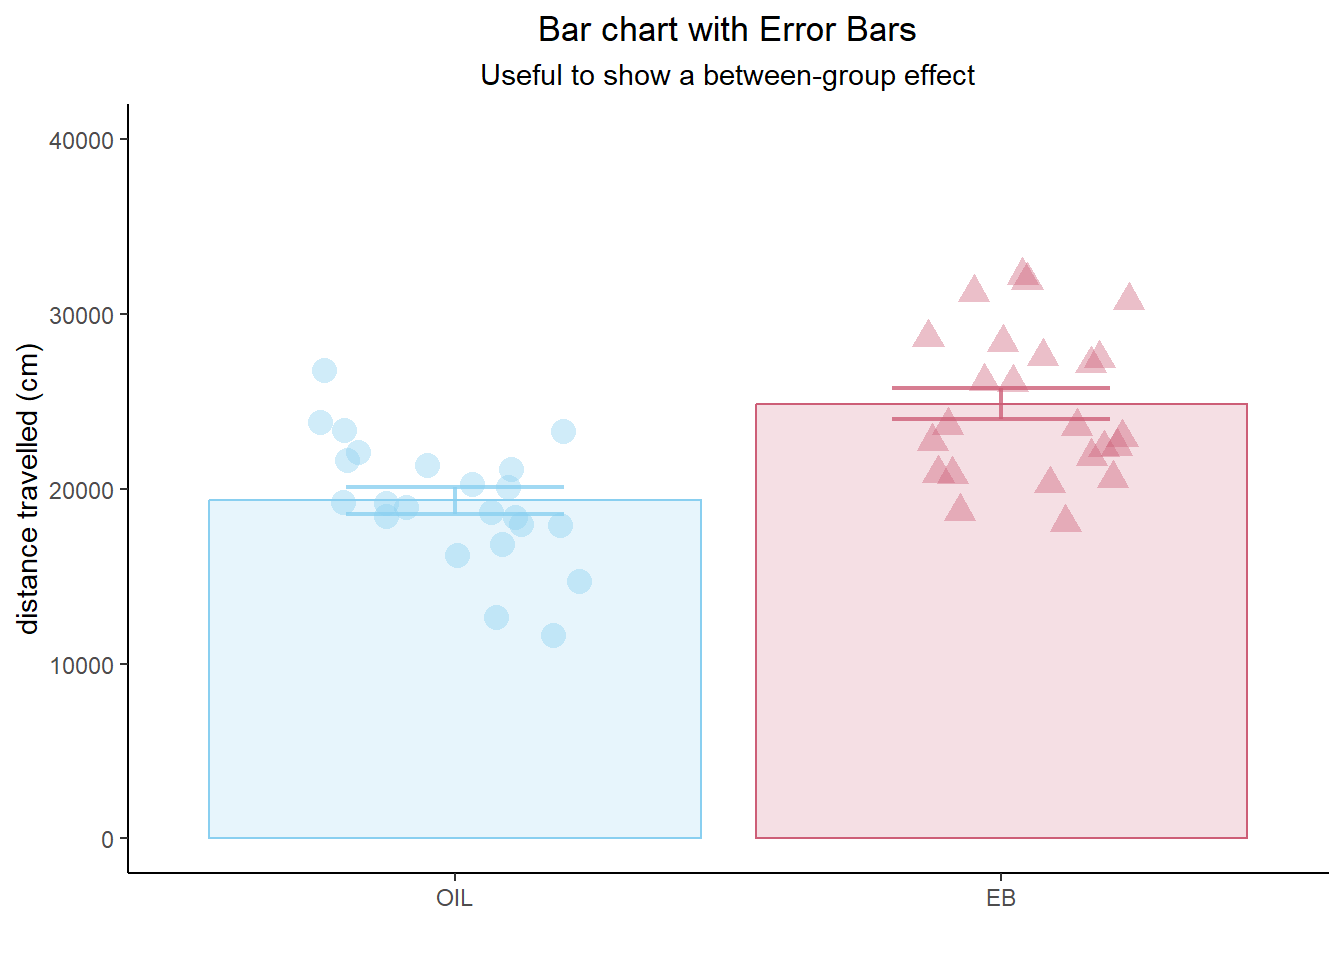 Bar chart with Error Bars
Useful to show a between-group effect
distance travelled (cm)
40000
30000
20000
10000
0
OIL
EB